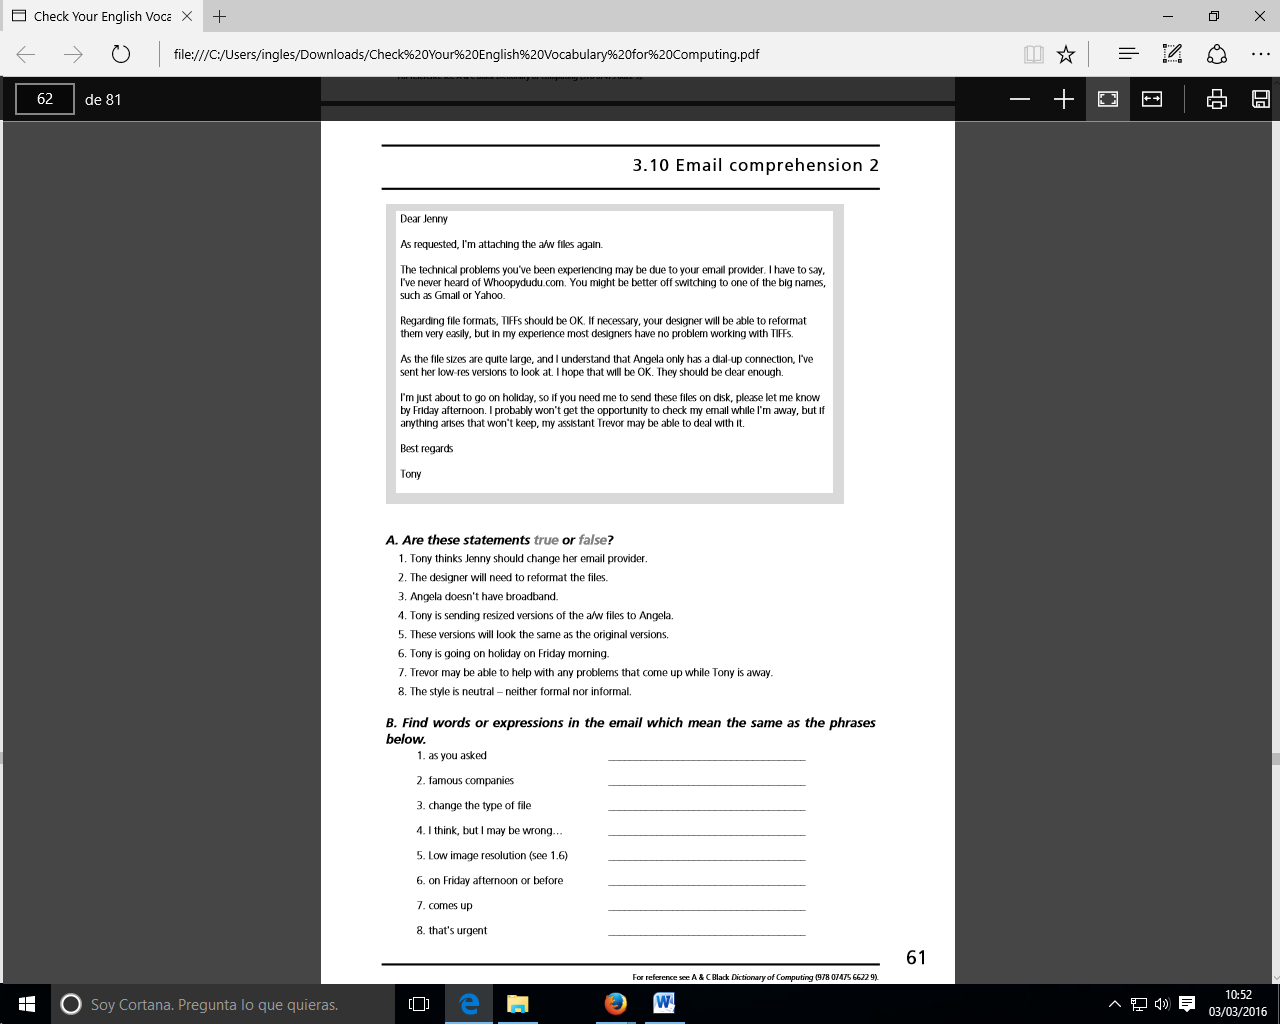 Check Your English Voca
file:///C:/Users/ingles/Downloads/Check%20Your%20English%20Vocabulary%20for%20Computing.pdf
62 de 81
3.10 Email comprehension 2
Dear Jenny
As requested, I'm attaching the a/w files again.
The technical problems you've been experiencing may be due to your email provider. I have to say,
I've never heard of Whoopydudu.com. You might be better off switching to one of the big names,
such as Gmail or Yahoo.
Regarding file formats, TIFFs should be OK. If necessary, your designer will be able to reformat
them very easily, but in my experience most designers have no problem working with TIFFs.
As the file sizes are quite large, and I understand that Angela only has a dial-up connection, I've
sent her low-res versions to look at. I hope that will be OK. They should be clear enough.
I'm just about to go on holiday, so if you need me to send these files on disk, please let me know
by Friday afternoon. I probably won't get the opportunity to check my email while I'm away, but if
anything arises that won't keep, my assistant Trevor may be able to deal with it.
Best regards
Tony
A. Are these statements true or false?
1. Tony thinks Jenny should change her email provider.
2. The designer will need to reformat the files.
3. Angela doesn't have broadband.
4. Tony is sending resized versions of the a/w files to Angela.
5. These versions will look the same as the original versions.
6. Tony is going on holiday on Friday morning.
7. Trevor may be able to help with any problems that come up while Tony is away.
8. The style is neutral – neither formal nor informal.
B. Find words or expressions in the email which mean the same as the phrases
below.
1. as you asked
2. famous companies
3. change the type of file
4. I think, but I may be wrong...
5. Low image resolution (see 1.6)
6. on Friday afternoon or before
7. comes up
8. that's urgent
61
For reference see A & C Black Dictionary of Computing (978 07475 6622 9).
Soy Cortana. Pregunta lo que quieras.
10:52
03/03/2016